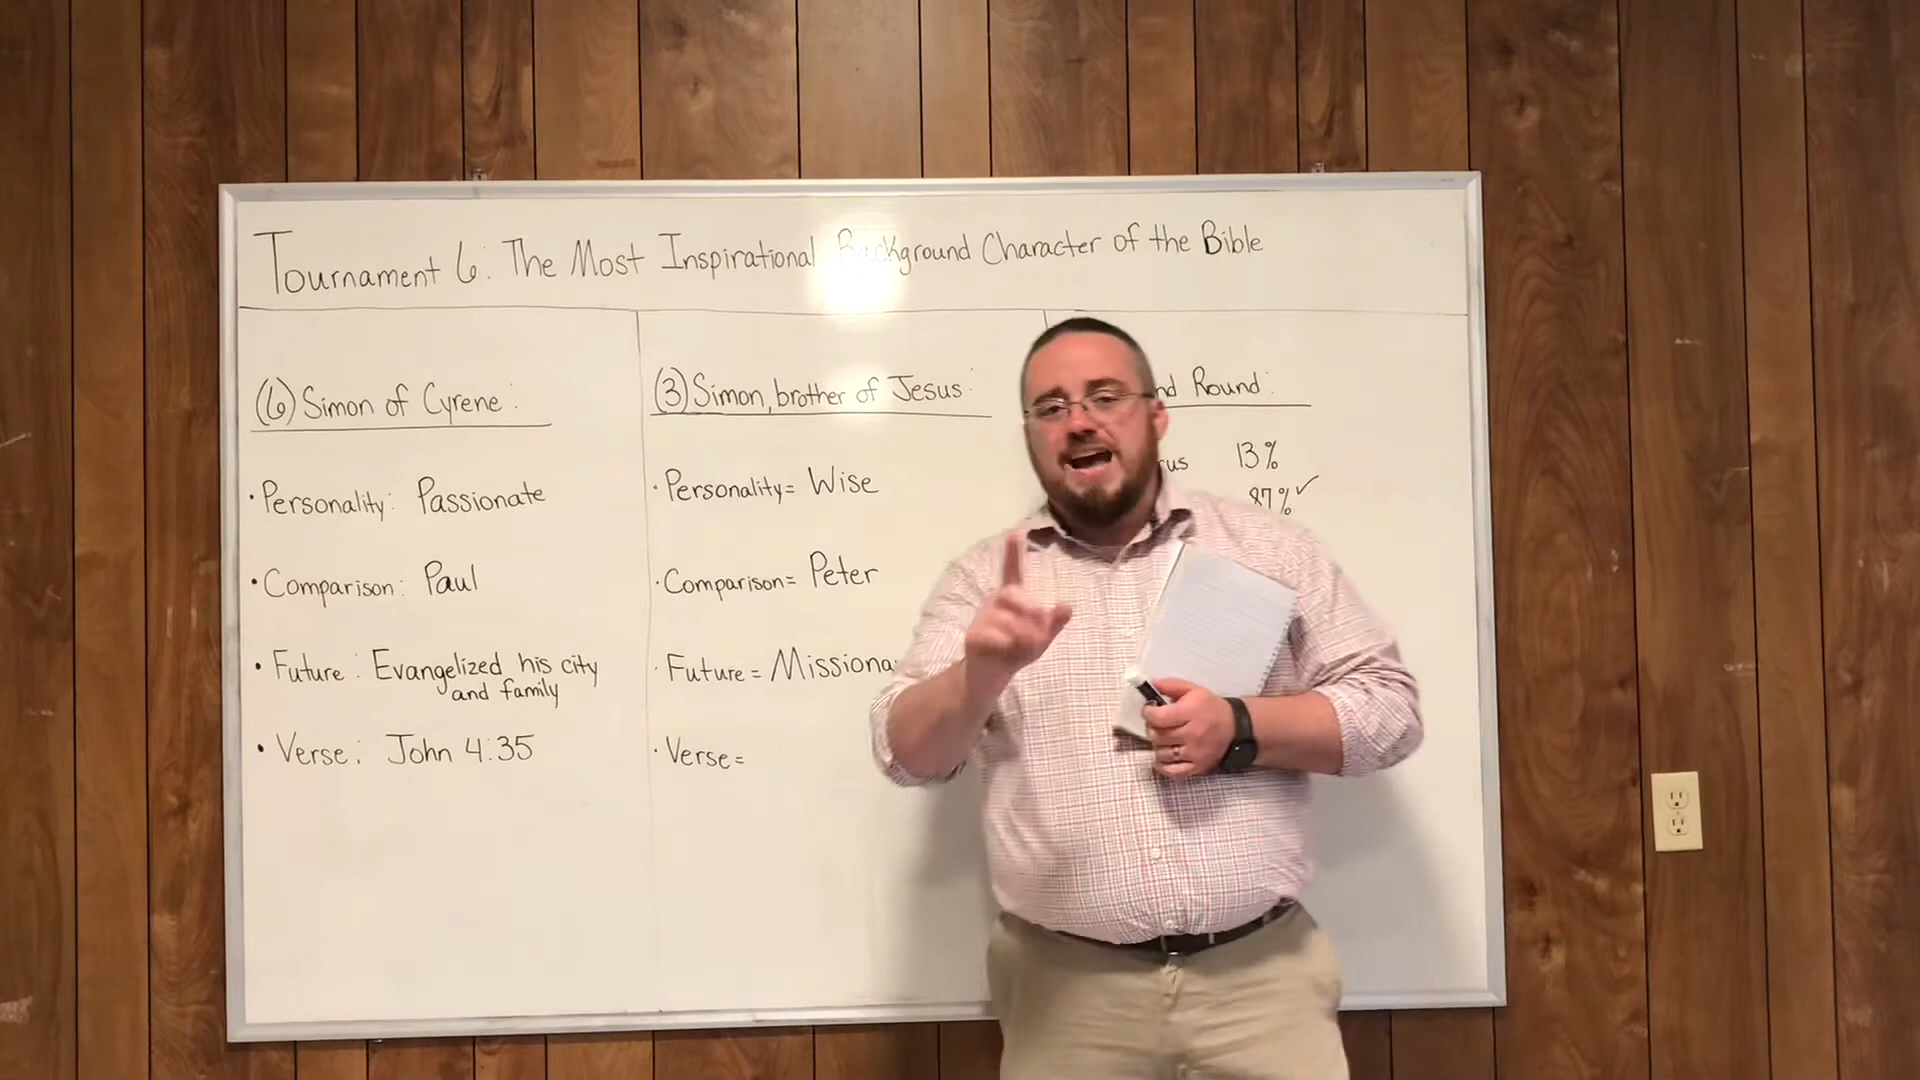 Tournament 6: The Most Inspirational Background Character of the Bible
(6) Simon of Cyrene:
· Personality: Passionate
· Comparison: Paul
· Future: Evangelized his city
and family
· Verse: John 4:35
(3) Simon, brother of Jesus:
· Personality= Wise
· Comparison= Peter
· Future= Missiona
· Verse=
nd Round:
rus 13%
87% ✓